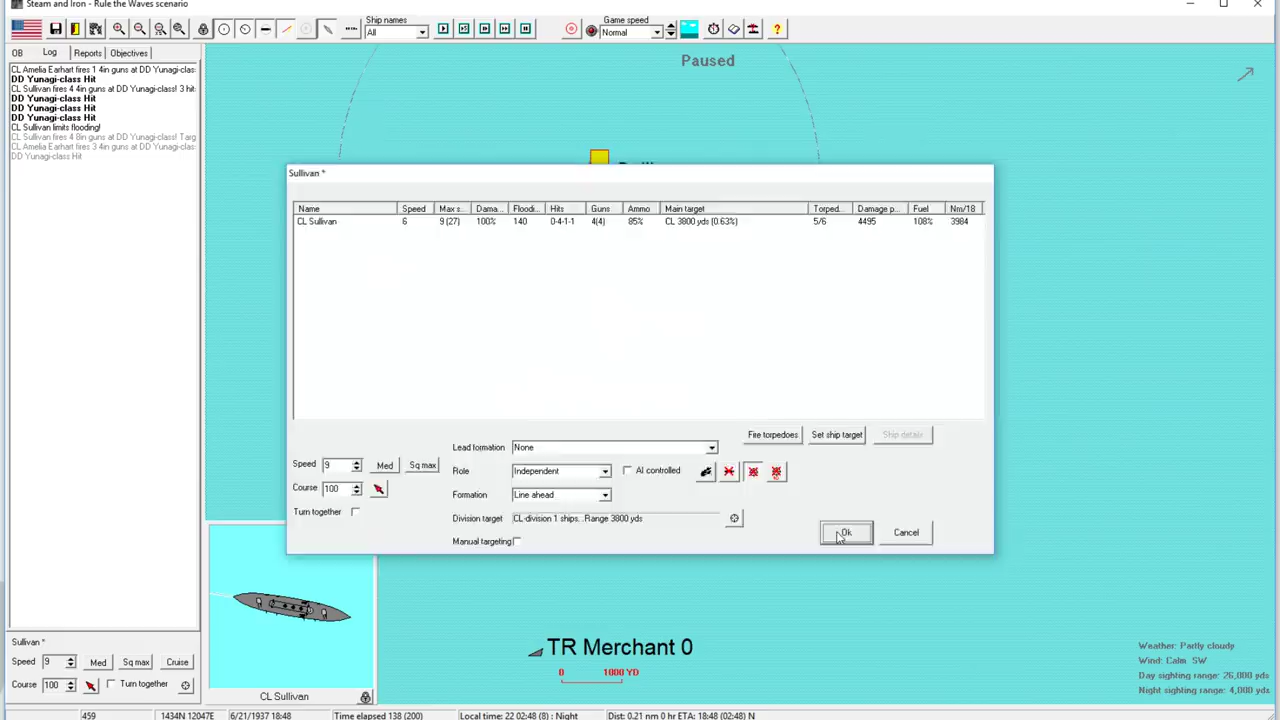 Steam and Iron - Rule the Waves scenario
Ship names
All
Game speed
Normal
OB Log Reports Objectives
CL Amelia Earhart fires 1 4in guns at DD Yunagi-clas
DD Yunagi-class Hit
CL Sullivan fires 4 4in guns at DD Yunagi-class! 3 hit
DD Yunagi-class Hit
DD Yunagi-class Hit
DD Yunagi-class Hit
CL Sullivan limits flooding!
CL Sullivan fires 4 8in guns at DD Yunagi-class! Targ
CL Amelia Earhart fires 3 4in guns at DD Yunagi-clas
DD Yunagi-class Hit
Paused
Sullivan *
Name Speed Max s... Dama... Floodi... Hits Guns Ammo Main target Torped... Damage p... Fuel Nm/18
CL Sullivan 6 9 (27) 100% 140 0-4-1-1 4(4) 85% CL 3800 yds (0.63%) 5/6 4495 108% 3984
Fire torpedoes Set ship target Ship details
Lead formation None
Speed 9 Med Sq max
Role Independent AI controlled
Course 100
Formation Line ahead
Turn together
Division target CL-division 1 ships. .Range 3800 yds
Manual targeting
Ok Cancel
TR Merchant 0
0 1000 YD
Weather: Partly cloudy
Wind: Calm SW
Day sighting range: 26,000 yds
Night sighting range: 4,000 yds
Sullivan *
Speed 9 Med Sq max Cruise
Course 100 Turn together
CL Sullivan
459 1434N 12047E 6/21/1937 18:48 Time elapsed 138 (200) Local time: 22 02:48 (8) : Night Dist: 0.21 nm 0 hr ETA: 18:48 (02:48) N